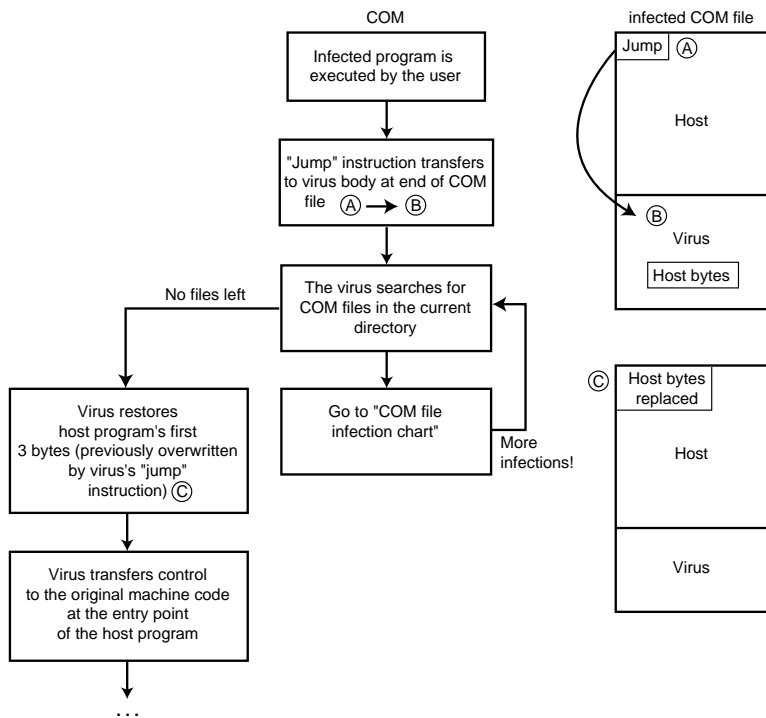 COM
Infected program is
executed by the user
"Jump" instruction transfers
to virus body at end of COM
file A B
The virus searches for
COM files in the current
directory
No files left
Go to "COM file
infection chart"
More
infections!
Virus restores
host program's first
3 bytes (previously overwritten
by virus's "jump"
instruction) C
Virus transfers control
to the original machine code
at the entry point
of the host program
...
infected COM file
Jump A
Host
B
Virus
Host bytes
C Host bytes
replaced
Host
Virus